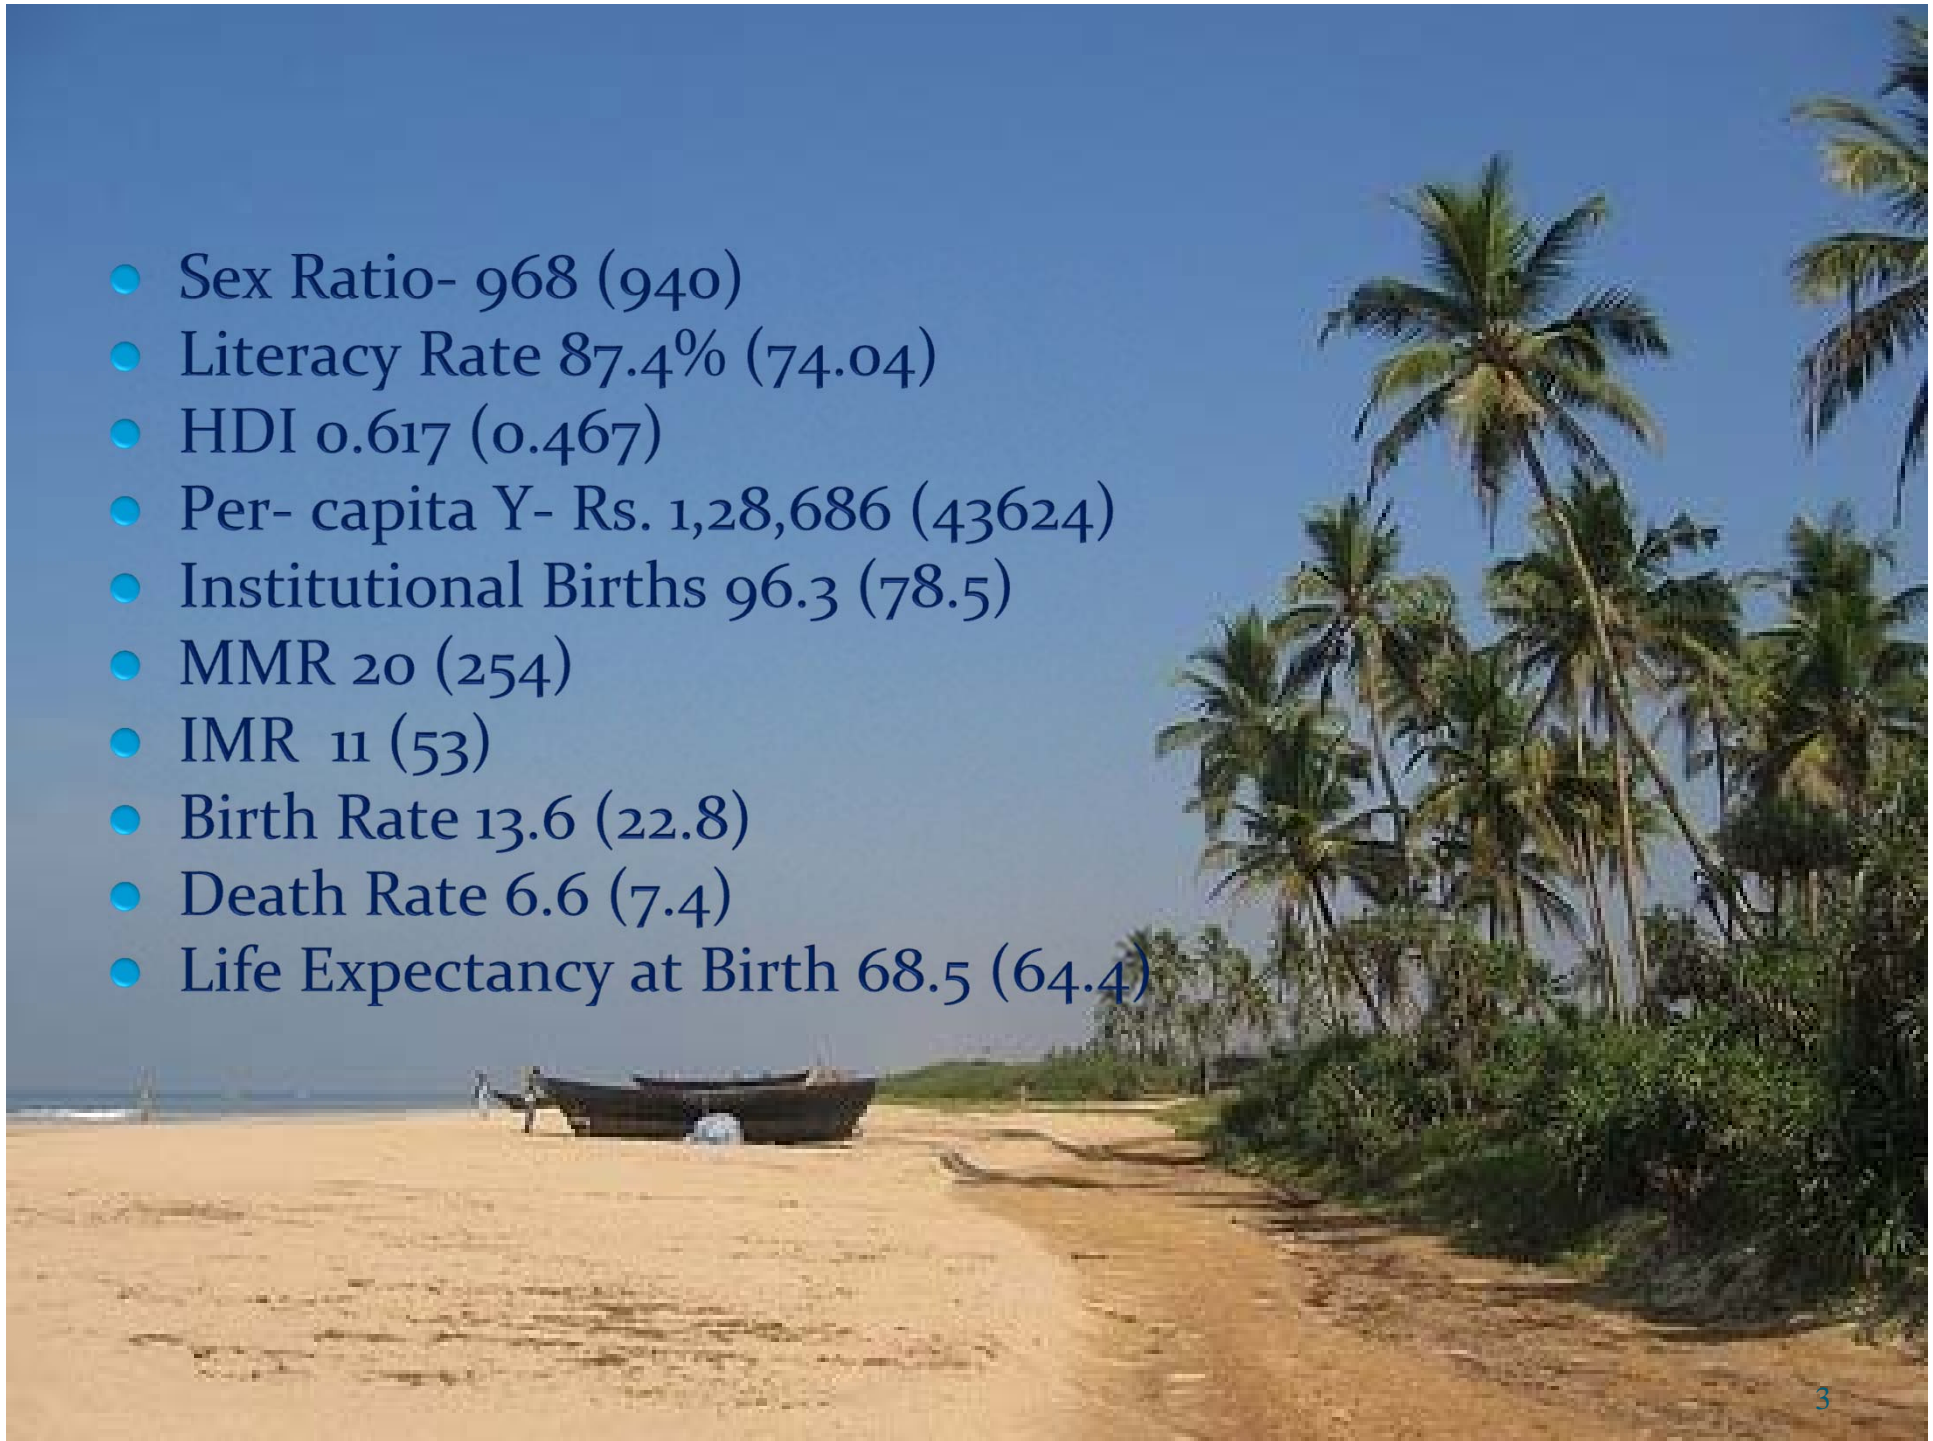 Sex Ratio- 968 (940)
Literacy Rate 87.4% (74.04)
HDI 0.617 (0.467)
Per- capita Y- Rs. 1,28,686 (43624)
Institutional Births 96.3 (78.5)
MMR 20 (254)
IMR 11 (53)
Birth Rate 13.6 (22.8)
Death Rate 6.6 (7.4)
Life Expectancy at Birth 68.5 (64.4)
3